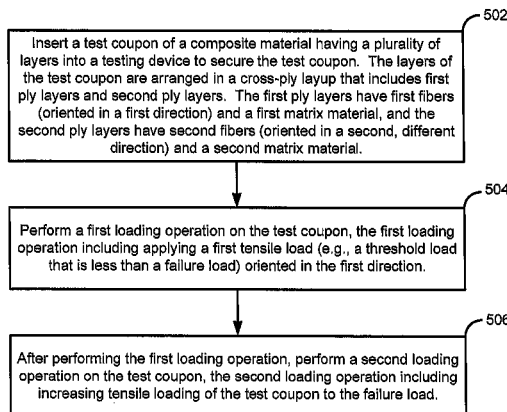 502
Insert a test coupon of a composite material having a plurality of
layers into a testing device to secure the test coupon. The layers
of the test coupon are arranged in a cross-ply layup that includes first
ply layers and second ply layers. The first ply layers have first fibers
(oriented in a first direction) and a first matrix material, and the
second ply layers have second fibers (oriented in a second, different
direction) and a second matrix material.
504
Perform a first loading operation on the test coupon, the first loading
operation including applying a first tensile load (e.g., a threshold load
that is less than a failure load) oriented in the first direction.
506
After performing the first loading operation, perform a second loading
operation on the test coupon, the second loading operation including
increasing tensile loading of the test coupon to the failure load.